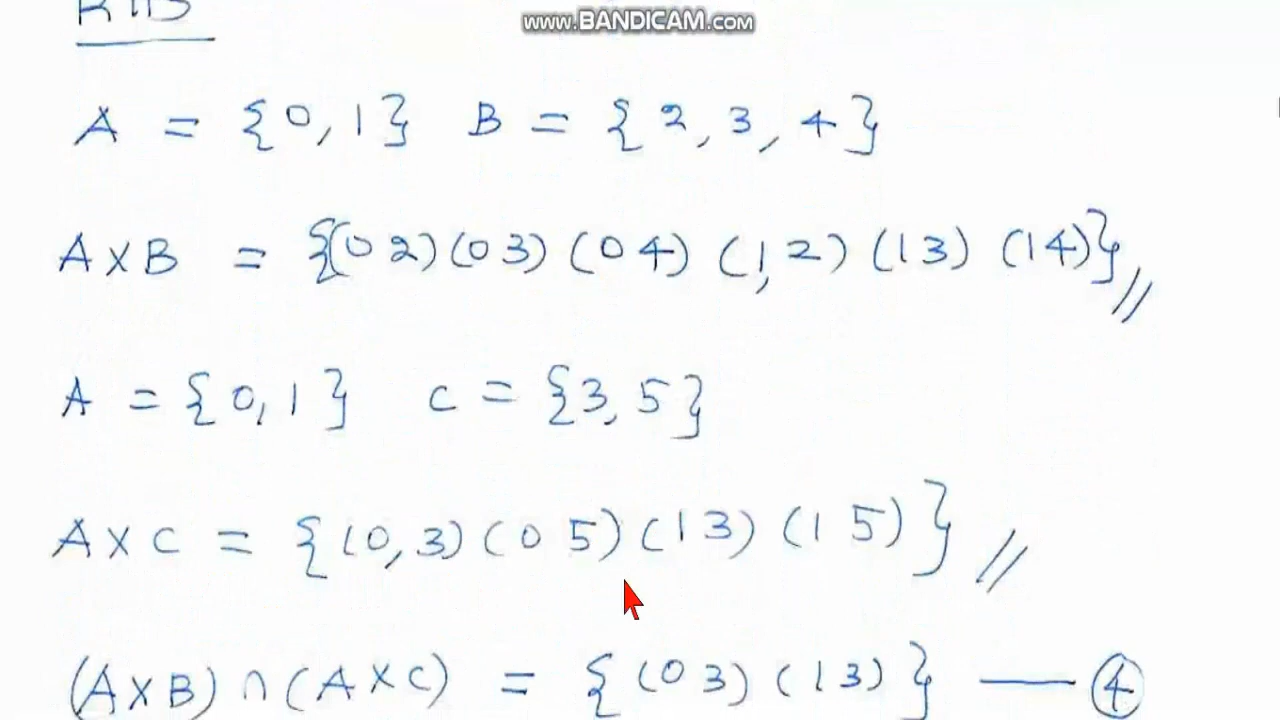 www.BANDICAM.com
RHS
A = {0, 1} B = {2, 3, 4}
A X B = {(0 2) (0 3) (0 4) (1, 2) (1 3) (1 4)} //
A = {0, 1} C = {3, 5}
A X C = {(0, 3) (0 5) (1 3) (1 5)} //
(A X B) ∩ (A X C) = {(0 3) (1 3)} — ④